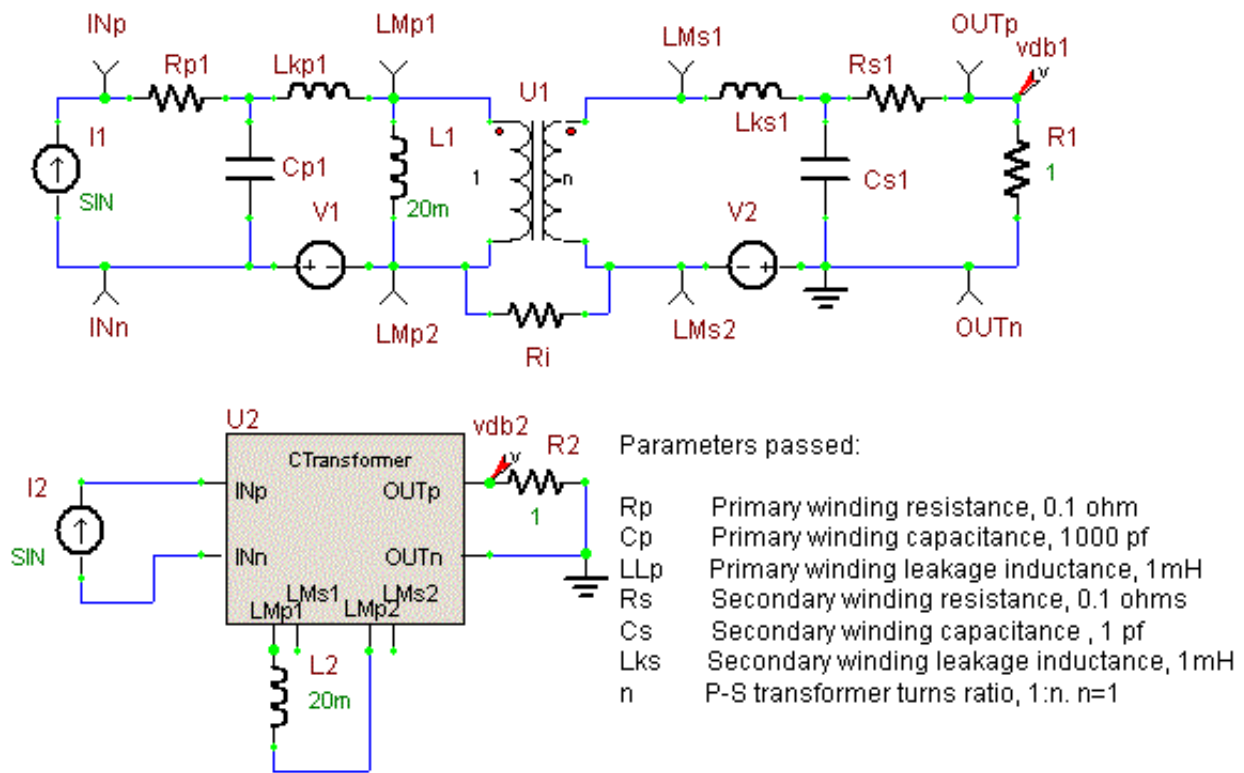 INp
LMp1
OUTp
Rp1
Lkp1
LMs1
vdb1
v
Rs1
I1
U1
Lks1
L1
R1
Cp1
1
n
Cs1
1
SIN
20m
V1
V2
INn
LMp2
Ri
LMs2
OUTn
U2
vdb2
v
R2
Parameters passed:
CTransformer
I2
INp
OUTp
1
Rp Primary winding resistance, 0.1 ohm
Cp Primary winding capacitance, 1000 pf
SIN
INn
OUTn
LLp Primary winding leakage inductance, 1mH
LMs1
LMs2
Rs Secondary winding resistance, 0.1 ohms
LMp1
LMp2
Cs Secondary winding capacitance , 1 pf
L2
Lks Secondary winding leakage inductance, 1mH
20m
n P-S transformer turns ratio, 1:n. n=1